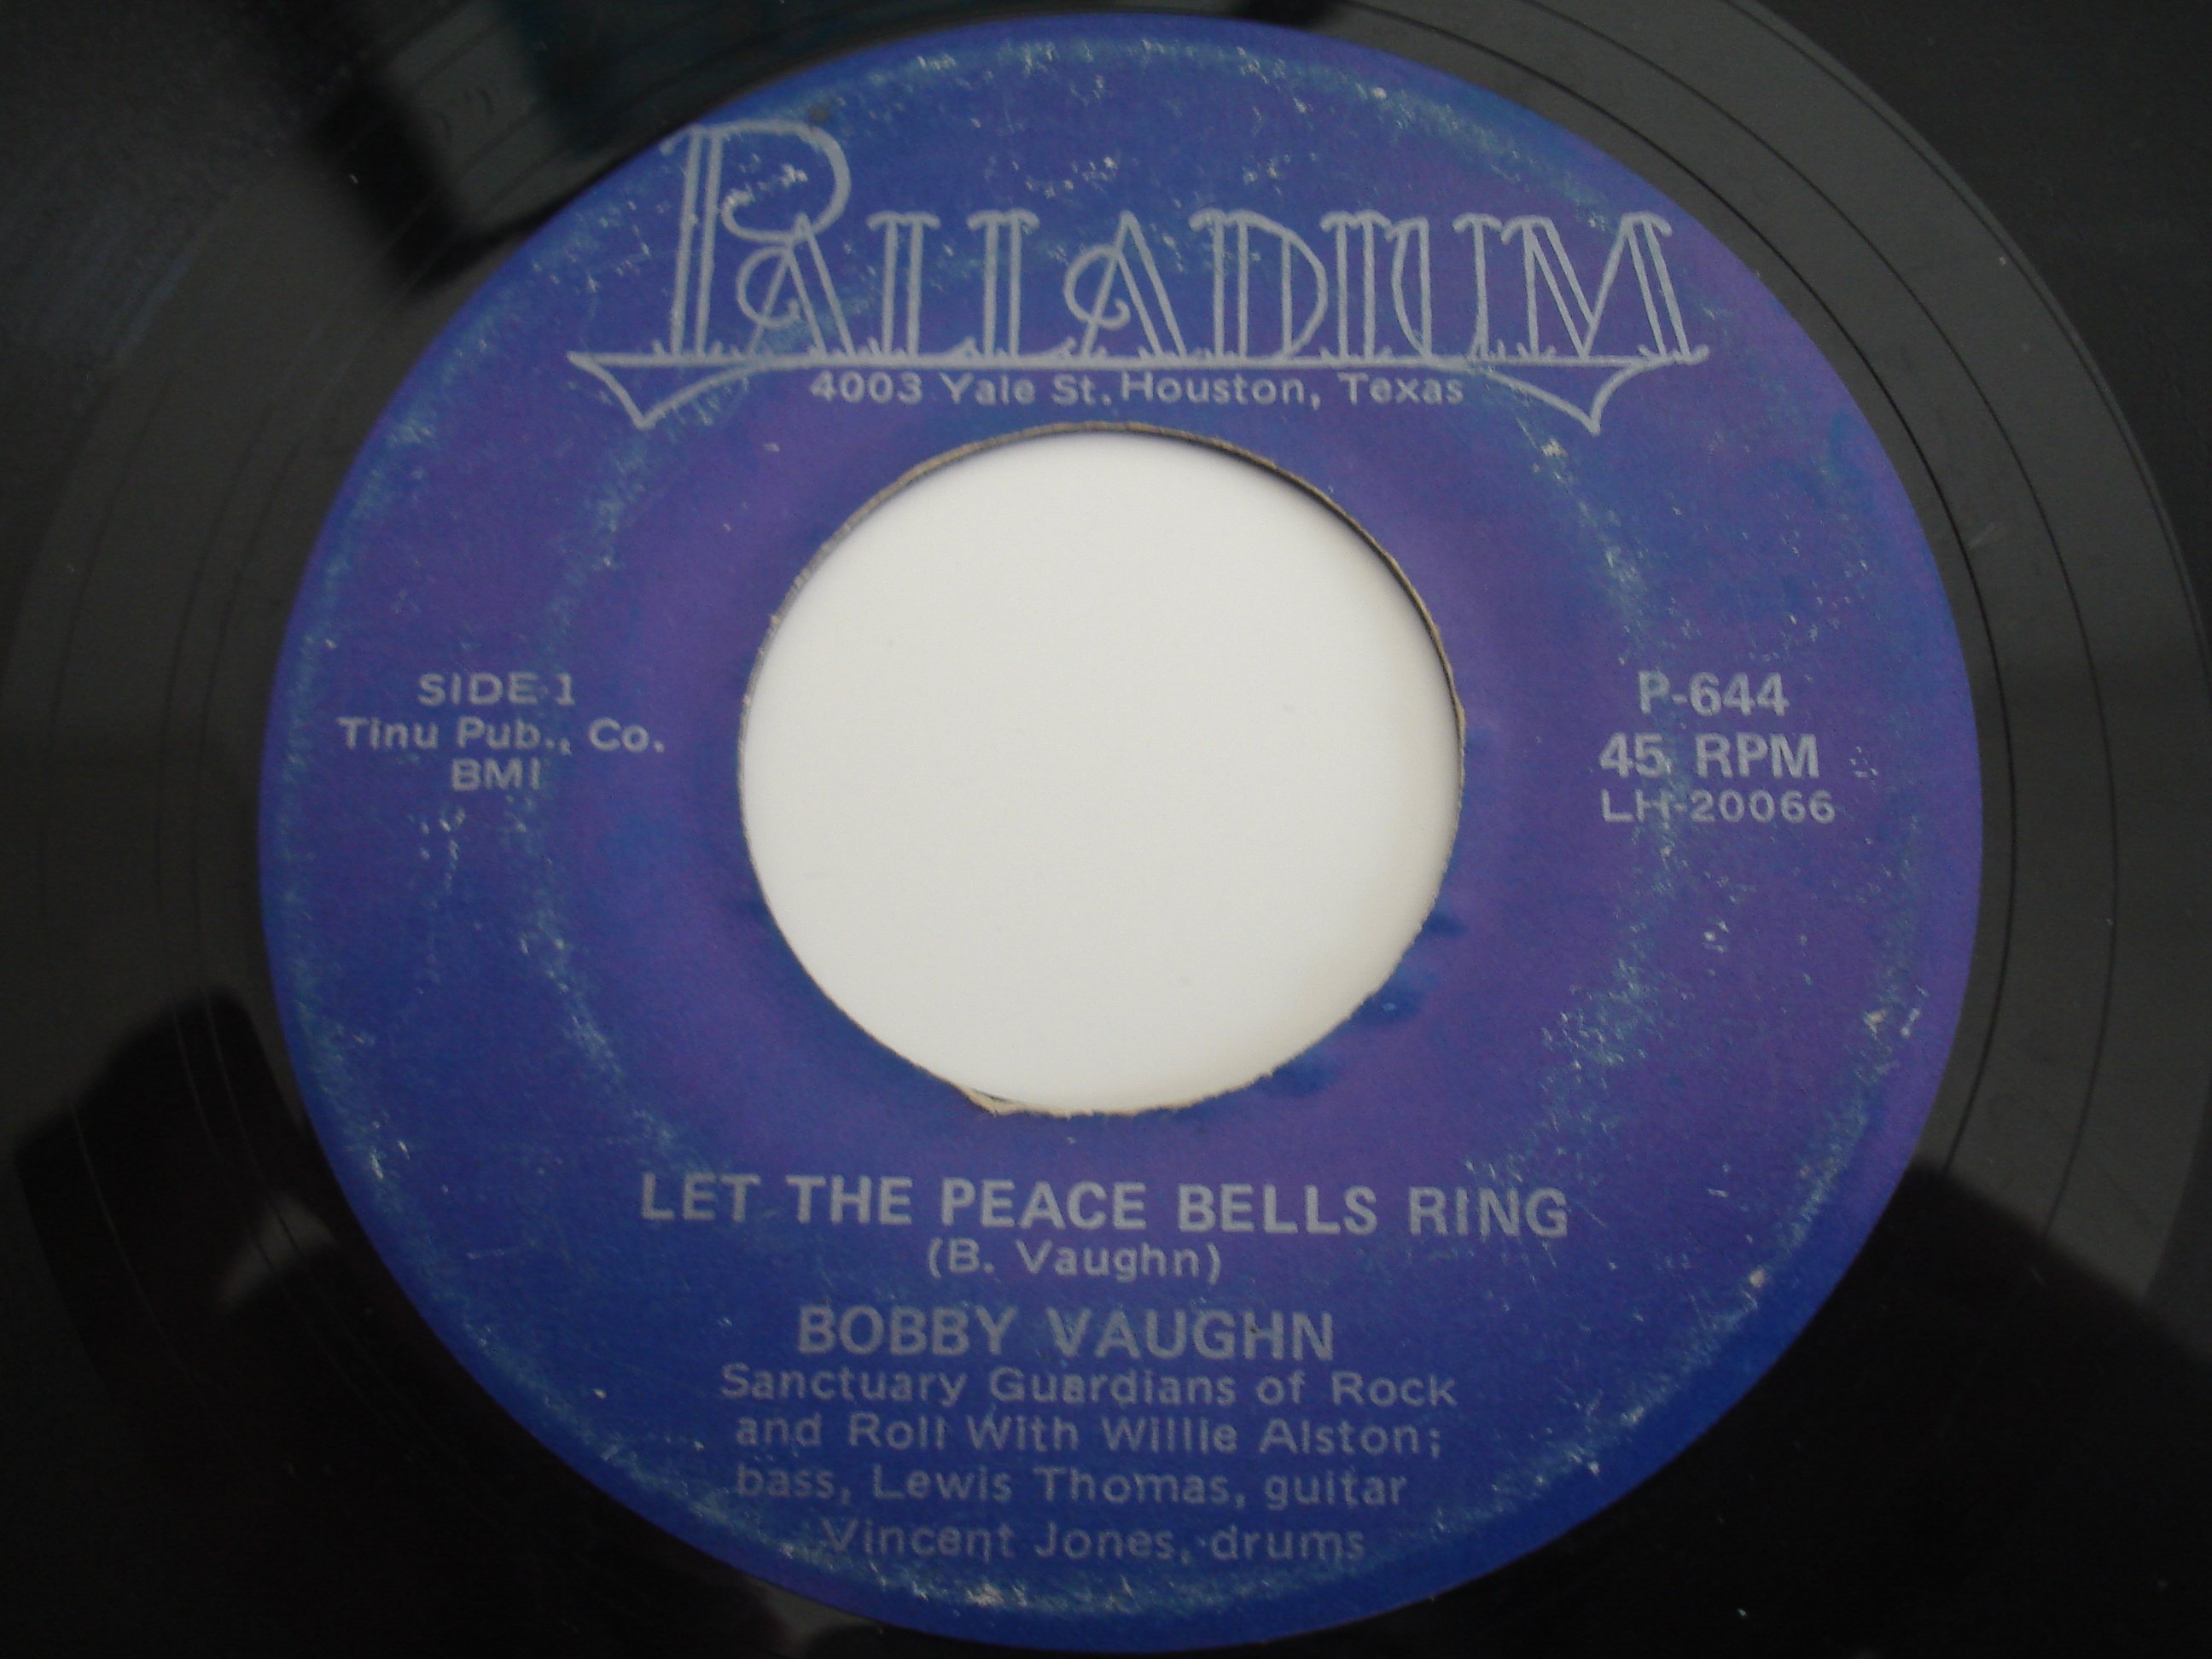 PALLADIUM
4003 Yale St. Houston, Texas
SIDE 1
Tinu Pub., Co.
BMI
P-644
45 RPM
LH-20066
LET THE PEACE BELLS RING
(B. Vaughn)
BOBBY VAUGHN
Sanctuary Guardians of Rock
and Roll With Willie Alston;
bass, Lewis Thomas, guitar
Vincent Jones, drums